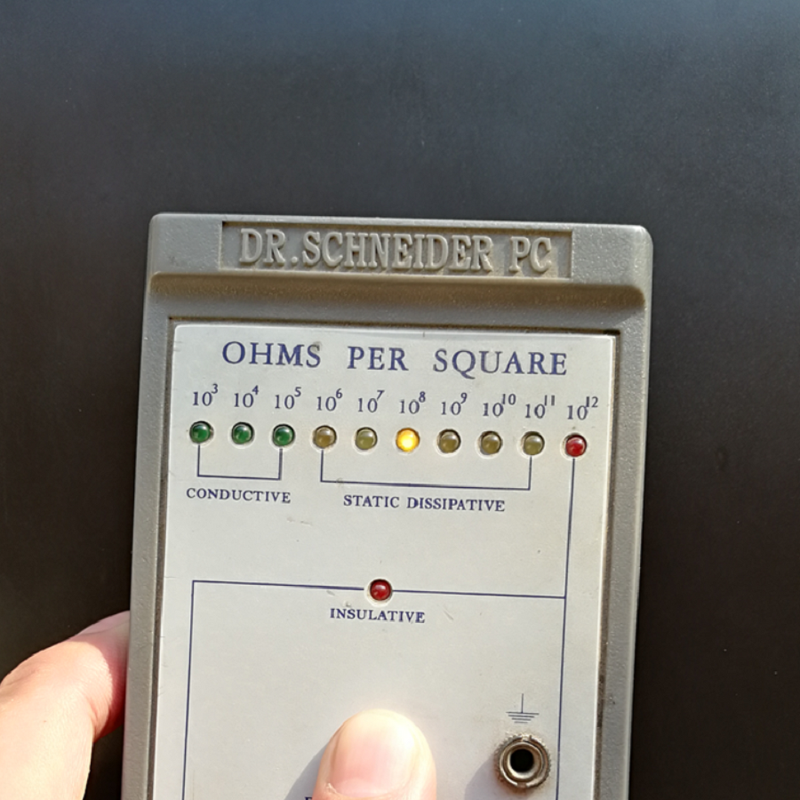 DR.SCHNEIDER PC
OHMS PER SQUARE
10³ 10⁴ 10⁵ 10⁶ 10⁷ 10⁸ 10⁹ 10¹⁰ 10¹¹ 10¹²
CONDUCTIVE STATIC DISSIPATIVE
INSULATIVE